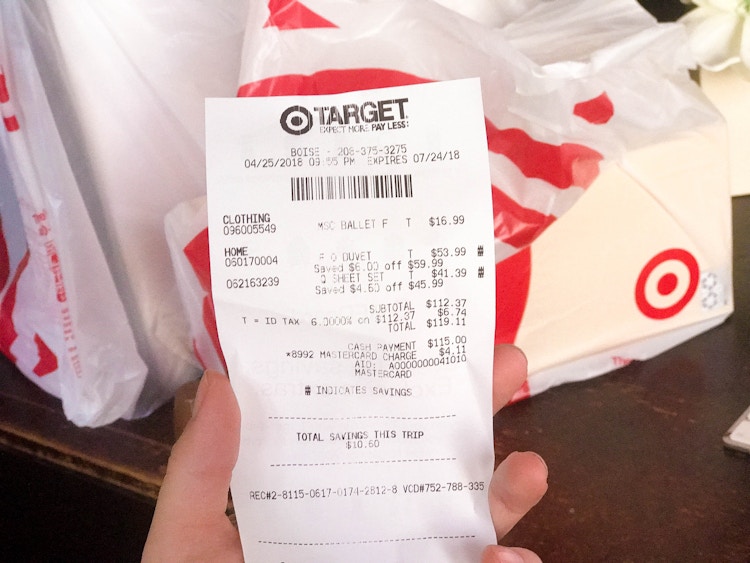 TARGET
EXPECT MORE. PAY LESS.
BOISE - 208-375-3275
04/25/2018 09:55 PM EXPIRES 07/24/18
CLOTHING
096005549 MSC BALLET F T $16.99
HOME
060170004 F Q DUVET T $53.99 #
Saved $6.00 off $59.99
062163239 Q SHEET SET T $41.39 #
Saved $4.60 off $45.99
SUBTOTAL $112.37
T = ID TAX 6.0000% on $112.37 $6.74
TOTAL $119.11
CASH PAYMENT $115.00
*8992 MASTERCARD CHARGE $4.11
AID: A0000000041010
MASTERCARD
# INDICATES SAVINGS
TOTAL SAVINGS THIS TRIP
$10.60
REC#2-8115-0617-0174-2812-8 VCD#752-788-335